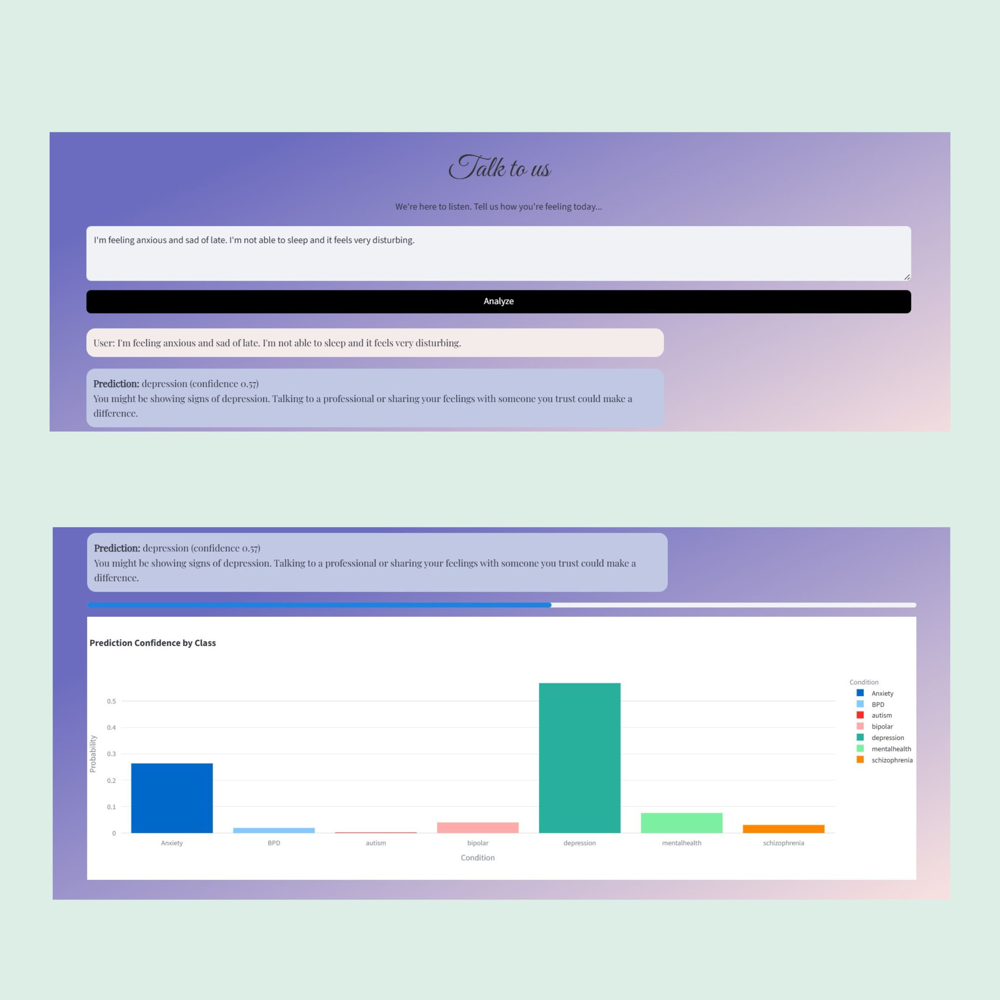 Talk to us
We're here to listen. Tell us how you're feeling today...
I'm feeling anxious and sad of late. I'm not able to sleep and it feels very disturbing.
Analyze
User: I'm feeling anxious and sad of late. I'm not able to sleep and it feels very disturbing.
Prediction: depression (confidence 0.57)
You might be showing signs of depression. Talking to a professional or sharing your feelings with someone you trust could make a
difference.
Prediction: depression (confidence 0.57)
You might be showing signs of depression. Talking to a professional or sharing your feelings with someone you trust could make a
difference.
Prediction Confidence by Class
Probability
0.5
0.4
0.3
0.2
0.1
0
Anxiety BPD autism bipolar depression mentalhealth schizophrenia
Condition
Condition
Anxiety
BPD
autism
bipolar
depression
mentalhealth
schizophrenia